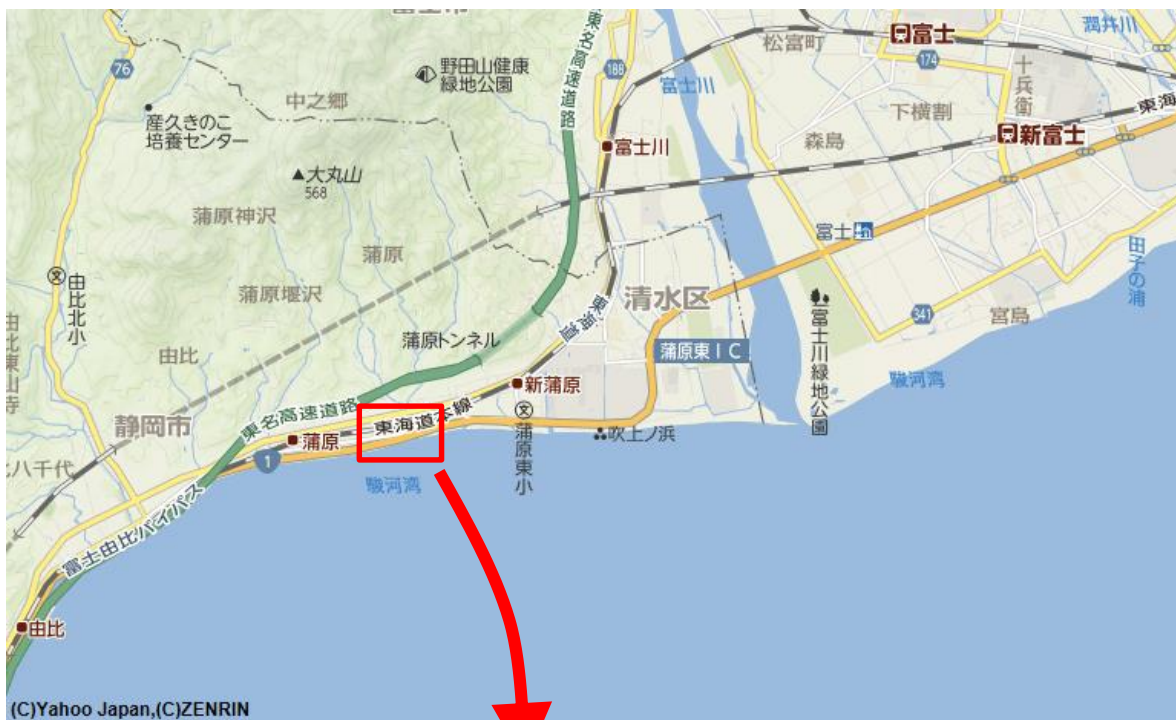 東名高速道路
188
76
野田山健康
緑地公園
中之郷
産久きのこ
培養センター
▲大丸山
568
蒲原神沢
蒲原
蒲原堰沢
由比北小
文
由比東山寺
由比
蒲原トンネル
東名高速道路
静岡市
蒲原
東海道本線
1
駿河湾
八千代
富士由比バイパス
由比
富士川
富士川
東海道
清水区
新蒲原
文
蒲原東小
吹上ノ浜
蒲原東IC
富士川緑地公園
松富町
富士
174
潤井川
十兵衛
下横割
森島
新富士
東海
富士
341
宮島
田子の浦
駿河湾
(C)Yahoo Japan,(C)ZENRIN